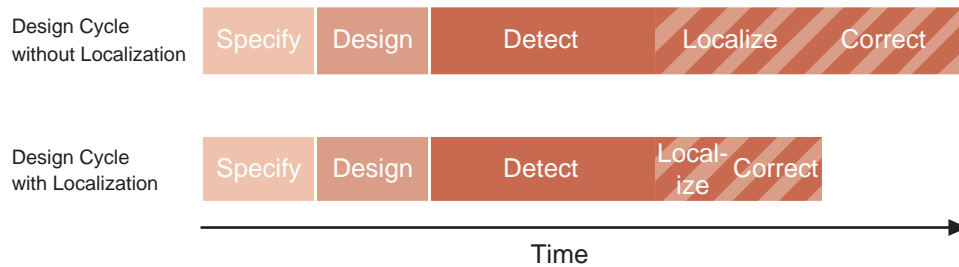 Design Cycle
without Localization
Specify Design Detect Localize Correct
Design Cycle
with Localization
Specify Design Detect Local-
ize Correct
Time